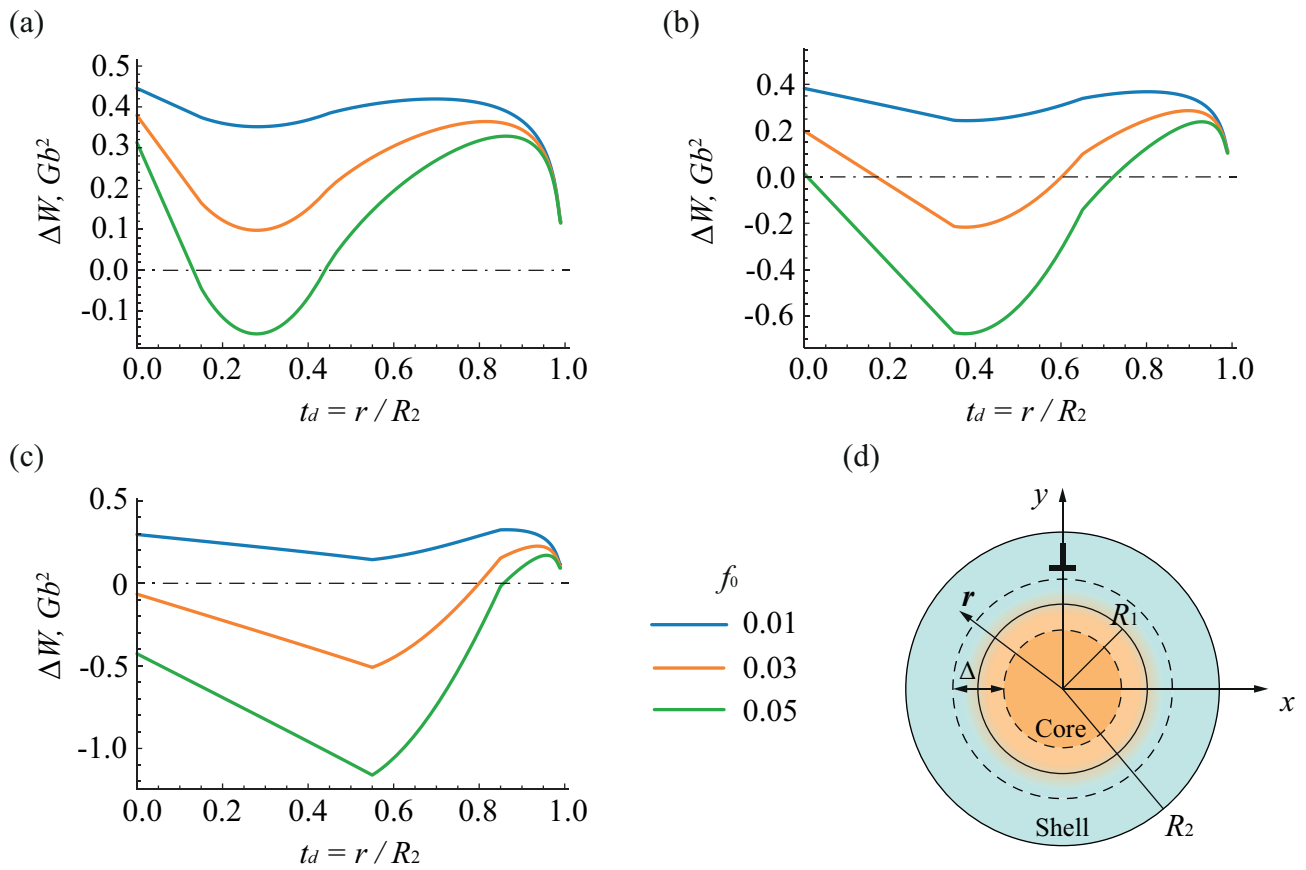 (a)
0.5
0.4
0.3
0.2
0.1
0.0
-0.1
ΔW, Gb²
0.0 0.2 0.4 0.6 0.8 1.0
t_d = r / R₂
(b)
0.4
0.2
0.0
-0.2
-0.4
-0.6
ΔW, Gb²
0.0 0.2 0.4 0.6 0.8 1.0
t_d = r / R₂
(c)
0.5
0
-0.5
-1.0
ΔW, Gb²
0.0 0.2 0.4 0.6 0.8 1.0
t_d = r / R₂
f₀
0.01
0.03
0.05
(d)
y
r
R₁
Δ
x
Core
Shell
R₂